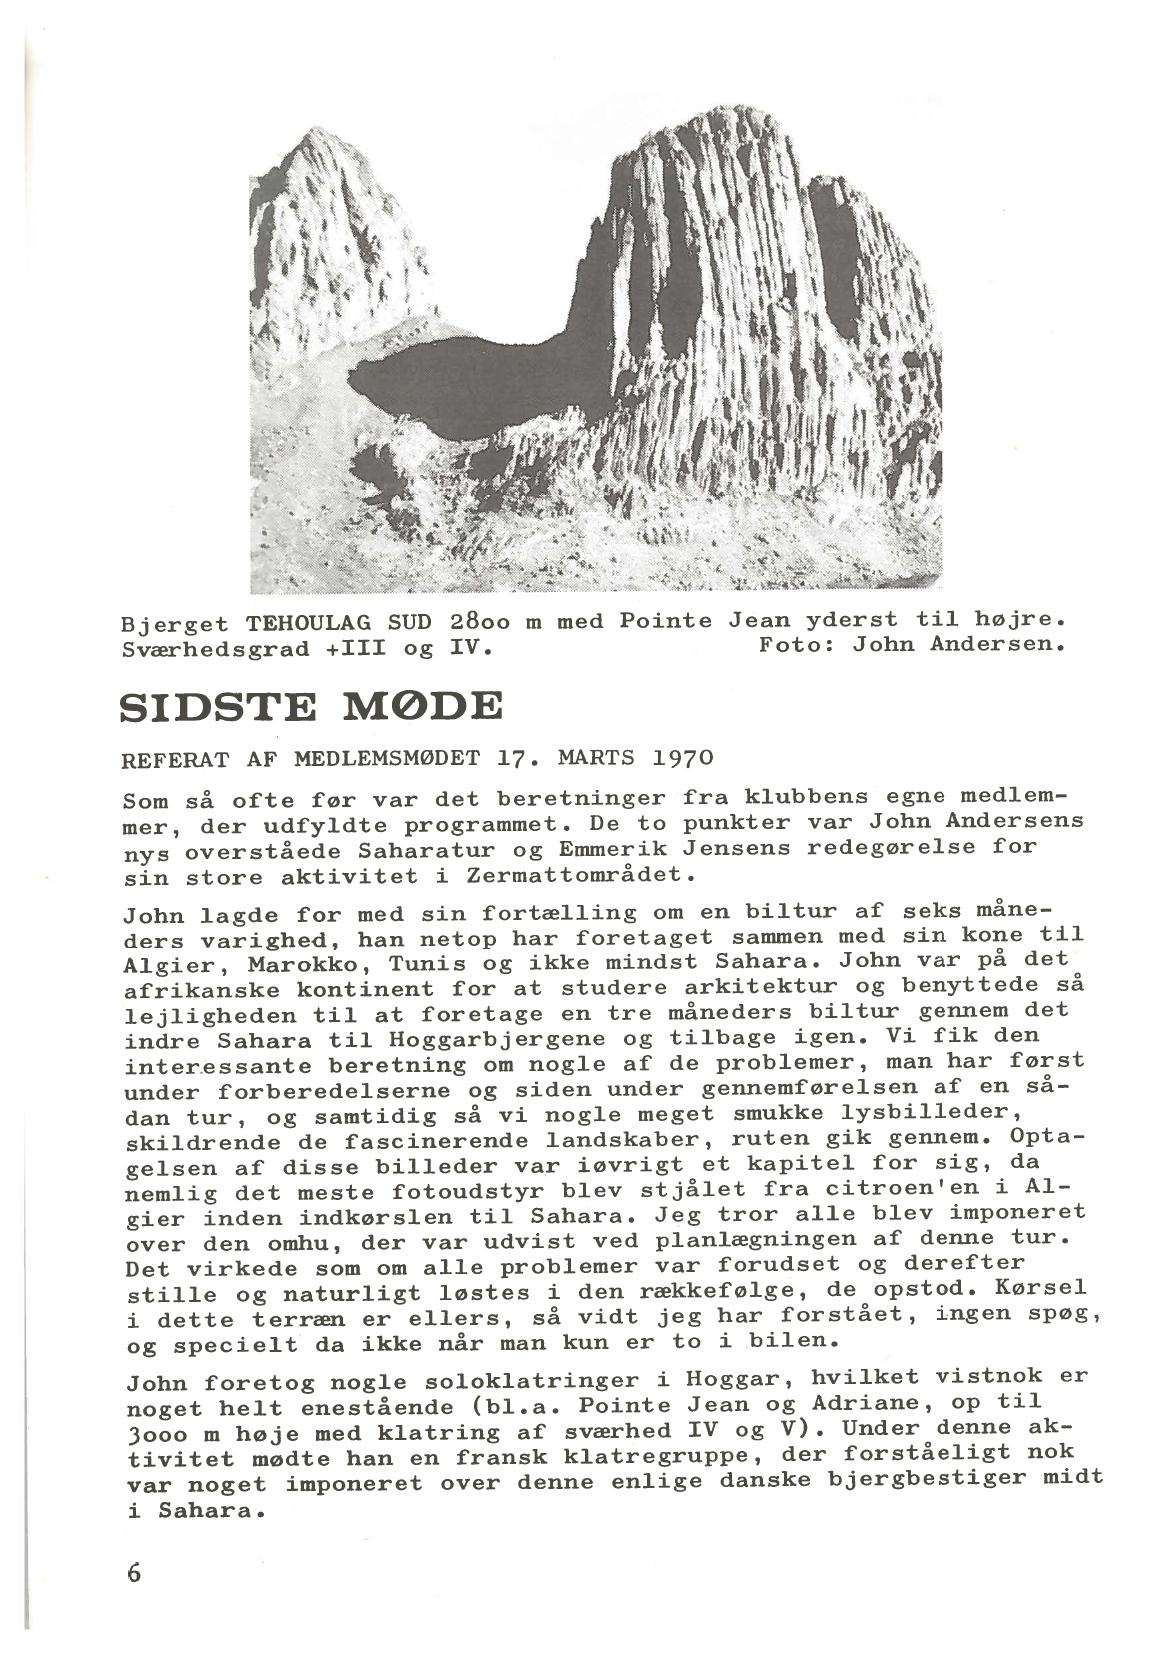 Bjerget TEHOULAG SUD 28oo m med Pointe Jean yderst til højre.
Sværhedsgrad +III og IV. Foto: John Andersen.
SIDSTE MØDE
REFERAT AF MEDLEMSMØDET 17. MARTS 1970
Som så ofte før var det beretninger fra klubbens egne medlem-
mer, der udfyldte programmet. De to punkter var John Andersens
nys overståede Saharatur og Emmerik Jensens redegørelse for
sin store aktivitet i Zermattområdet.
John lagde for med sin fortælling om en biltur af seks måne-
ders varighed, han netop har foretaget sammen med sin kone til
Algier, Marokko, Tunis og ikke mindst Sahara. John var på det
afrikanske kontinent for at studere arkitektur og benyttede så
lejligheden til at foretage en tre måneders biltur gennem det
indre Sahara til Hoggarbjergene og tilbage igen. Vi fik den
interessante beretning om nogle af de problemer, man har først
under forberedelserne og siden under gennemførelsen af en så-
dan tur, og samtidig så vi nogle meget smukke lysbilleder,
skildrende de fascinerende landskaber, ruten gik gennem. Opta-
gelsen af disse billeder var iøvrigt et kapitel for sig, da
nemlig det meste fotoudstyr blev stjålet fra citroen'en i Al-
gier inden indkørslen til Sahara. Jeg tror alle blev imponeret
over den omhu, der var udvist ved planlægningen af denne tur.
Det virkede som om alle problemer var forudset og derefter
stille og naturligt løstes i den rækkefølge, de opstod. Kørsel
i dette terræn er ellers, så vidt jeg har forstået, ingen spøg,
og specielt da ikke når man kun er to i bilen.
John foretog nogle soloklatringer i Hoggar, hvilket vistnok er
noget helt enestående (bl.a. Pointe Jean og Adriane, op til
3ooo m høje med klatring af sværhed IV og V). Under denne ak-
tivitet mødte han en fransk klatregruppe, der forståeligt nok
var noget imponeret over denne enlige danske bjergbestiger midt
i Sahara.
6